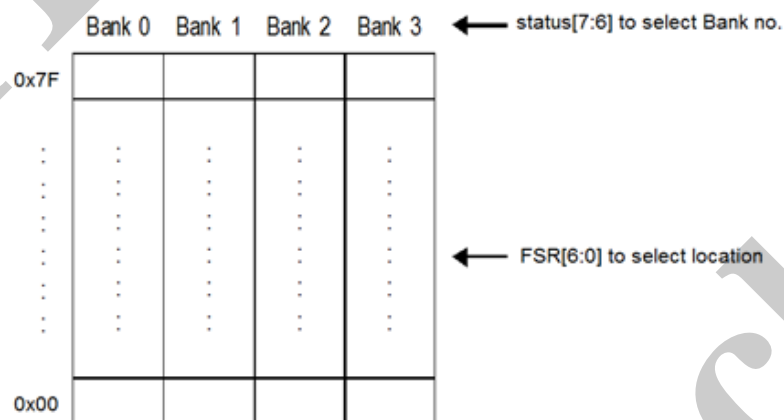 Bank 0 Bank 1 Bank 2 Bank 3 status[7:6] to select Bank no.
0x7F
FSR[6:0] to select location
0x00